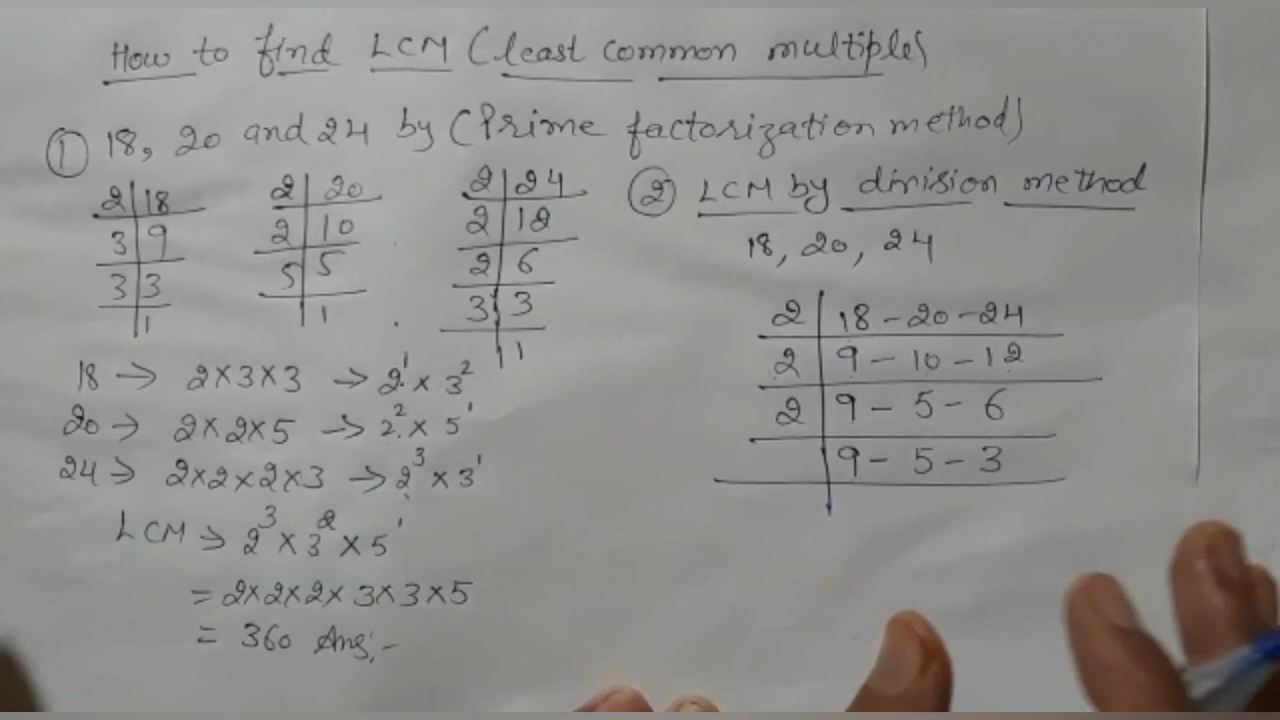 How to find LCM (least common multiples
① 18, 20 and 24 by (Prime factorization method)
2 | 18
3 | 9
3 | 3
| 1
2 | 20
2 | 10
5 | 5
| 1
2 | 24
2 | 12
2 | 6
3 | 3
| 1
18 → 2×3×3 → 2¹ × 3²
20 → 2×2×5 → 2² × 5¹
24 → 2×2×2×3 → 2³ × 3¹
LCM → 2³ × 3² × 5¹
= 2×2×2×3×3×5
= 360 Ans,-
② LCM by division method
18, 20, 24
2 | 18 - 20 - 24
2 | 9 - 10 - 12
2 | 9 - 5 - 6
| 9 - 5 - 3